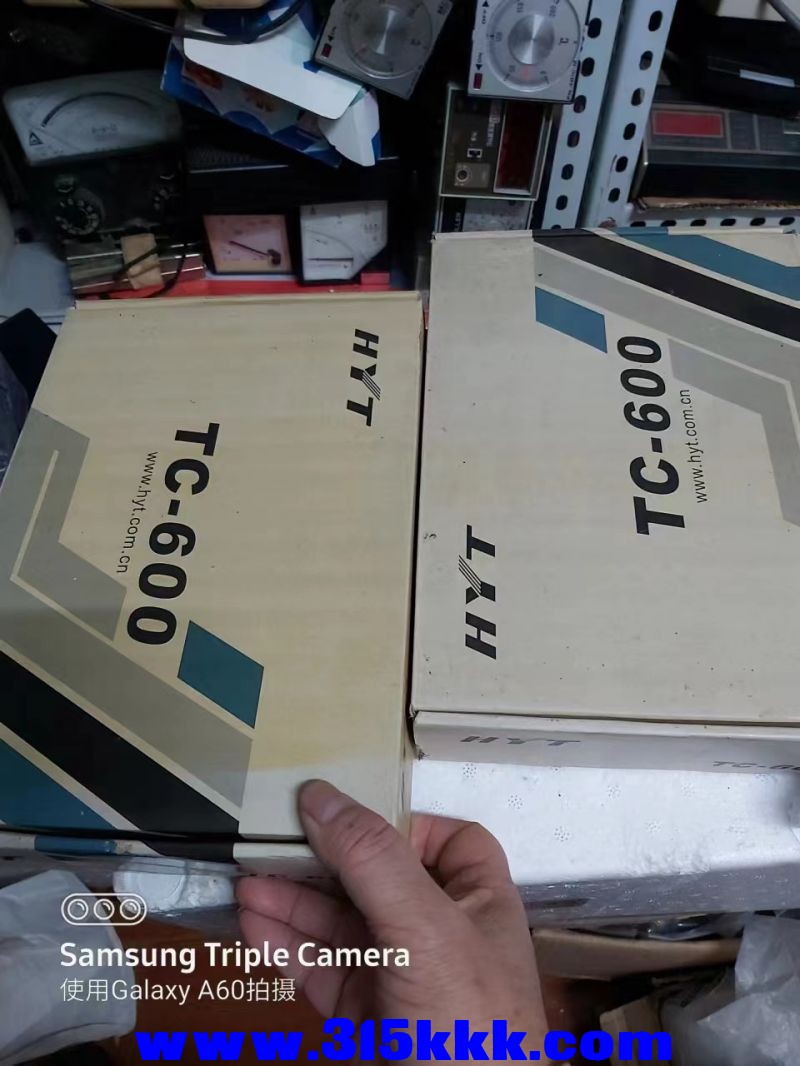 HYT
TC-600
www.hyt.com.cn
TC-600
www.hyt.com.cn
HYT
HYT
Samsung Triple Camera
使用Galaxy A60拍摄
www.315kkk.com